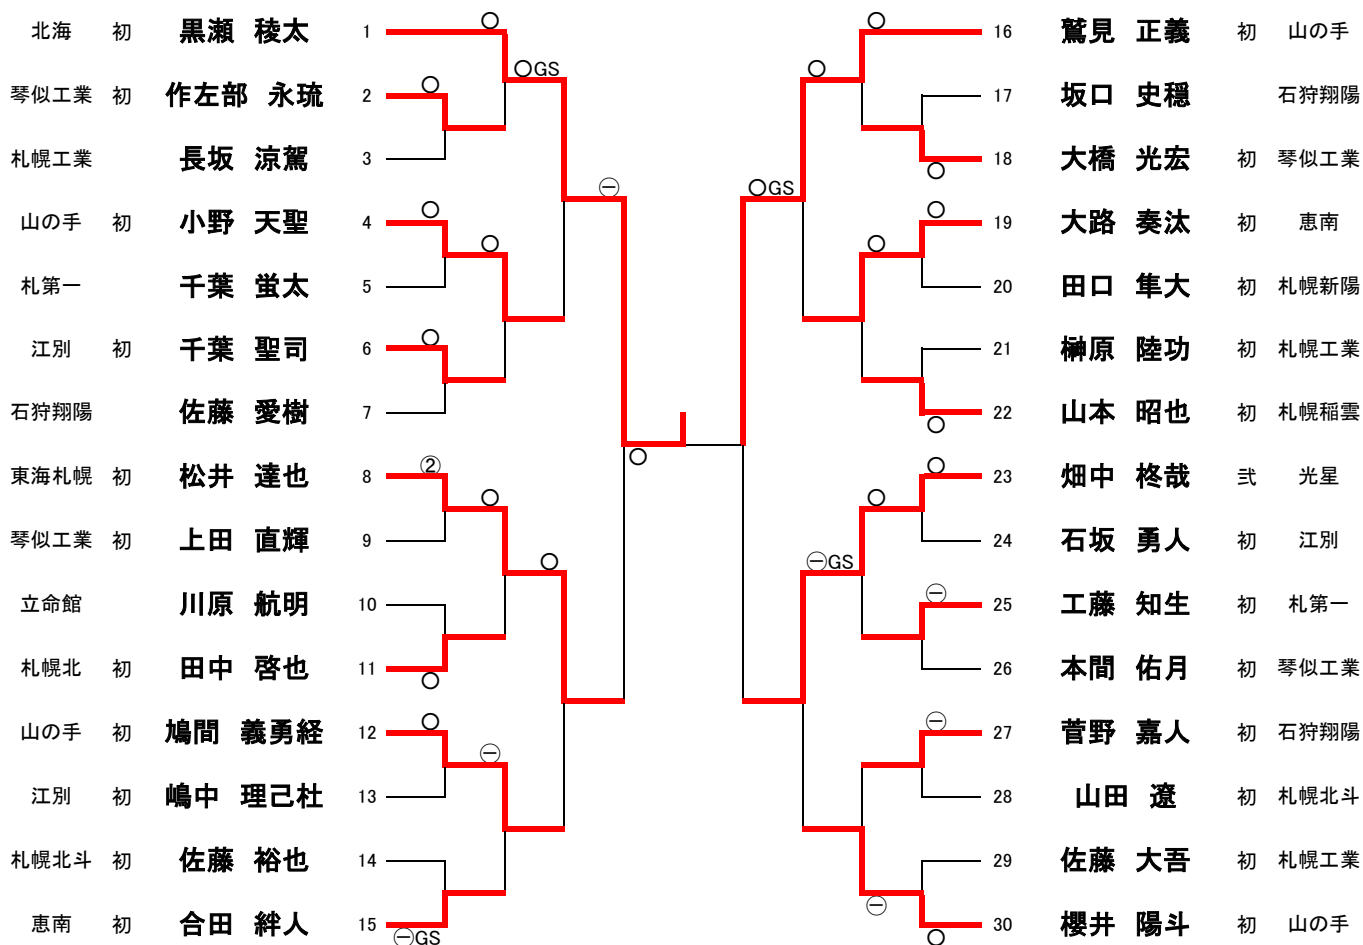 北海 初 黒瀬 稜太 1 ○ ○ 16 鷲見 正義 初 山の手
○GS ○
琴似工業 初 作左部 永琉 2 ○ 17 坂口 史穏 石狩翔陽
札幌工業 長坂 涼駕 3 18 大橋 光宏 初 琴似工業
○
㊀ ○GS
山の手 初 小野 天聖 4 ○ ○ 19 大路 奏汰 初 恵南
○ ○
札第一 千葉 蛍太 5 20 田口 隼大 初 札幌新陽
江別 初 千葉 聖司 6 ○ 21 榊原 陸功 初 札幌工業
石狩翔陽 佐藤 愛樹 7 22 山本 昭也 初 札幌稲雲
○
○
東海札幌 初 松井 達也 8 ② ○ 23 畑中 柊哉 弐 光星
○ ○
琴似工業 初 上田 直輝 9 24 石坂 勇人 初 江別
○ ㊀GS
立命館 川原 航明 10 ㊀ 25 工藤 知生 初 札第一
札幌北 初 田中 啓也 11 26 本間 佑月 初 琴似工業
○
山の手 初 鳩間 義勇経 12 ○ ㊀ 27 菅野 嘉人 初 石狩翔陽
㊀
江別 初 嶋中 理己杜 13 28 山田 遼 初 札幌北斗
札幌北斗 初 佐藤 裕也 14 29 佐藤 大吾 初 札幌工業
㊀
恵南 初 合田 絆人 15 30 櫻井 陽斗 初 山の手
㊀GS ○